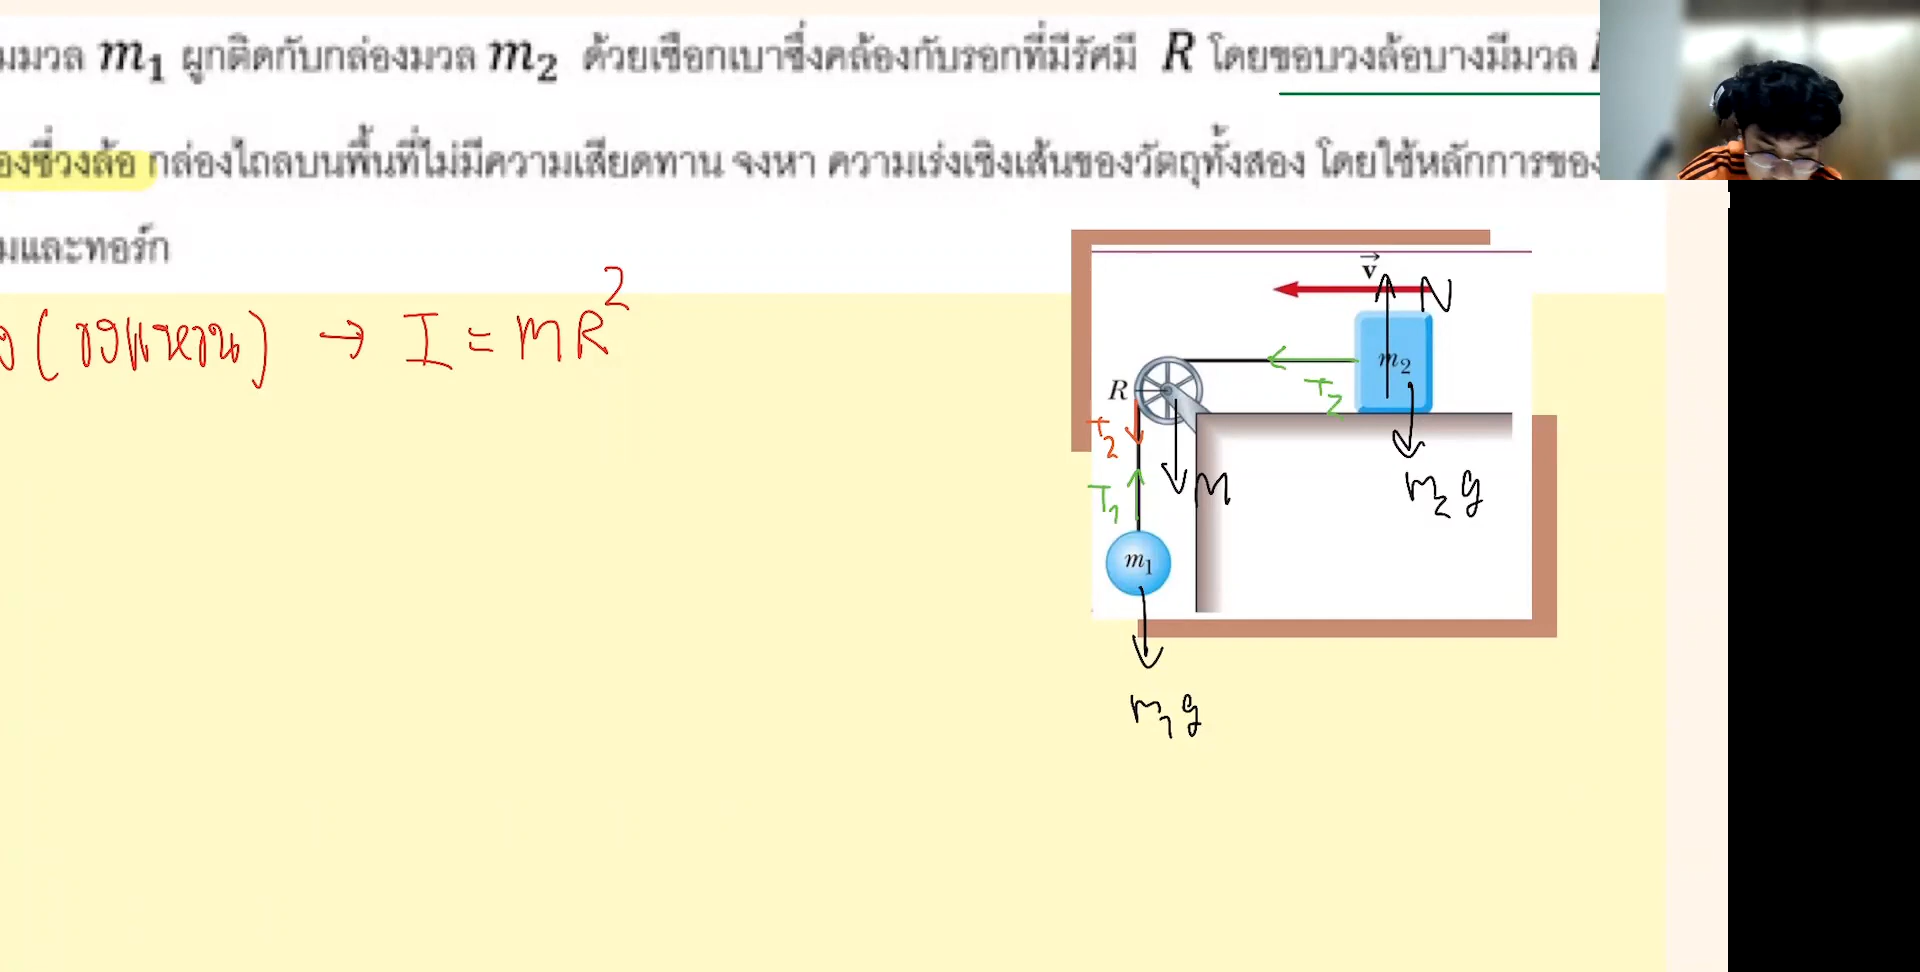 มมวล m₁ ผูกติดกับกล่องมวล m₂ ด้วยเชือกเบาซึ่งคล้องกับรอกที่มีรัศมี R โดยขอบวงล้อบางมีมวล
องซี่วงล้อ กล่องไถลบนพื้นที่ไม่มีความเสียดทาน จงหา ความเร่งเชิงเส้นของวัตถุทั้งสอง โดยใช้หลักการของ
มและทอร์ก
(วงแหวน) → I = MR²
v
N
m₂
R
T₂
T₂
m₂g
M
T₁
m₁
m₁g